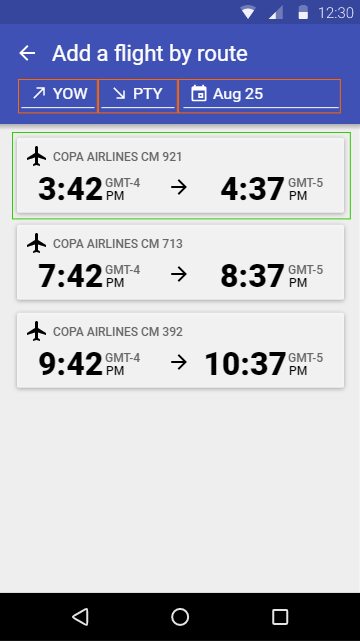 12:30
Add a flight by route
YOW PTY Aug 25
COPA AIRLINES CM 921
3:42 GMT-4 PM 4:37 GMT-5 PM
COPA AIRLINES CM 713
7:42 GMT-4 PM 8:37 GMT-5 PM
COPA AIRLINES CM 392
9:42 GMT-4 PM 10:37 GMT-5 PM